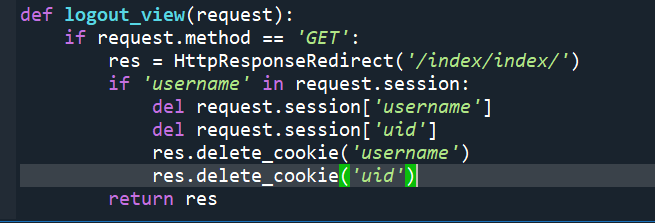 def logout_view(request):
    if request.method == 'GET':
        res = HttpResponseRedirect('/index/index/')
        if 'username' in request.session:
            del request.session['username']
            del request.session['uid']
            res.delete_cookie('username')
            res.delete_cookie('uid')
        return res